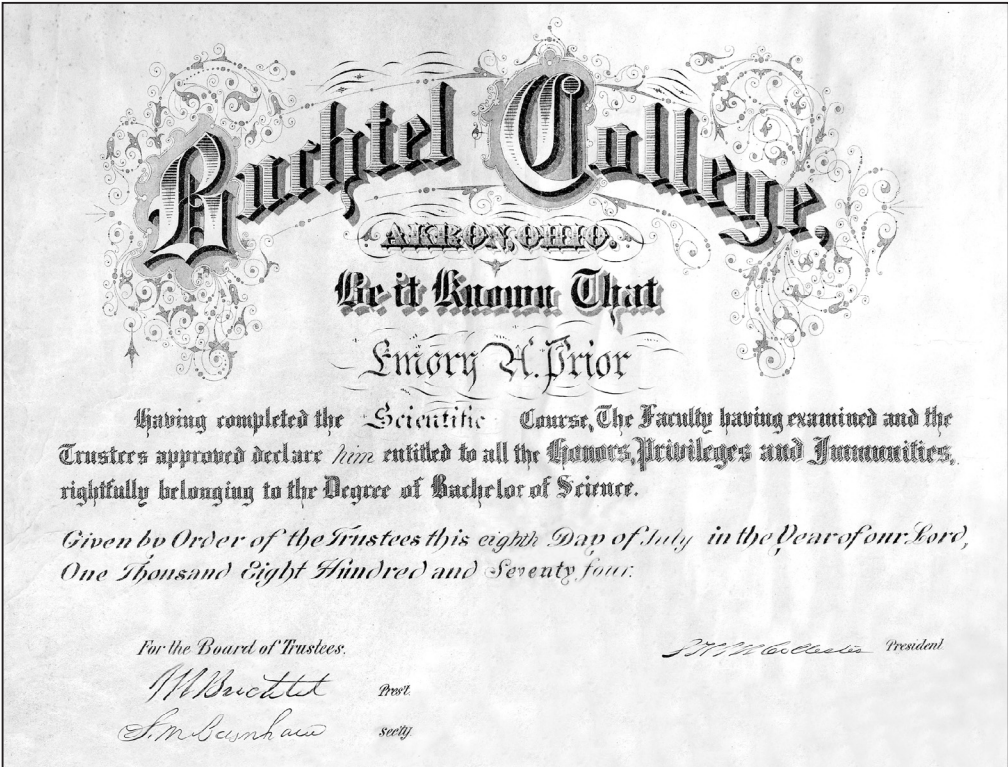 Buchtel College,
AKRON, OHIO.
Be it Known That
Emory A. Prior
Having completed the Scientific Course, The Faculty having examined and the
Trustees approved declare him entitled to all the Honors, Privileges and Immunities,
rightfully belonging to the Degree of Bachelor of Science.
Given by Order of the Trustees this eighth Day of July in the Year of our Lord,
One Thousand Eight Hundred and Seventy four.
For the Board of Trustees.
President
Buchtel Prest.
S. M. Burnham secty.